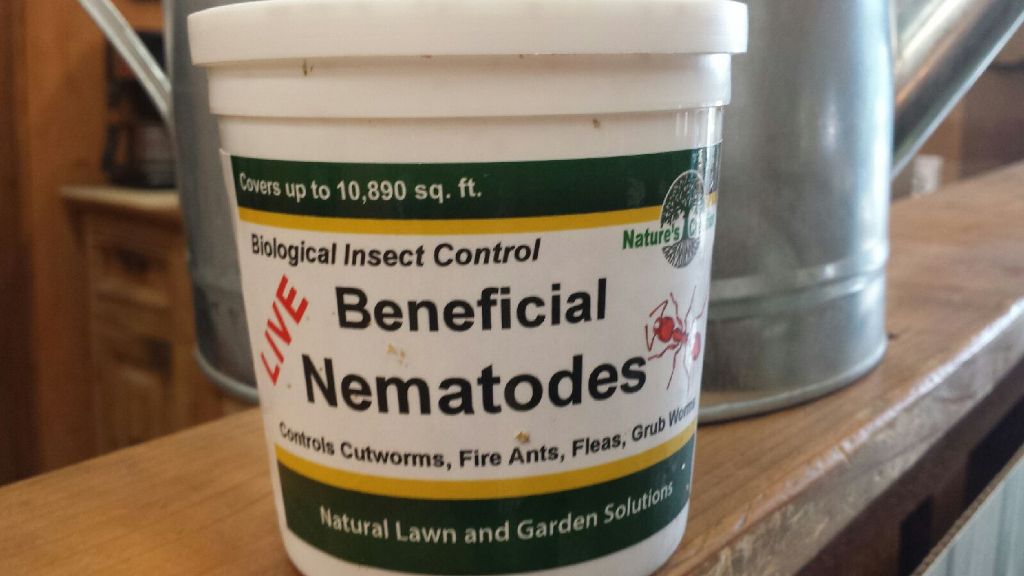 Covers up to 10,890 sq. ft.
Nature's
Biological Insect Control
LIVE
Beneficial
Nematodes
Controls Cutworms, Fire Ants, Fleas, Grub Worms
Natural Lawn and Garden Solutions